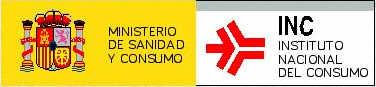 MINISTERIO
DE SANIDAD
Y CONSUMO
INC
INSTITUTO
NACIONAL
DEL CONSUMO